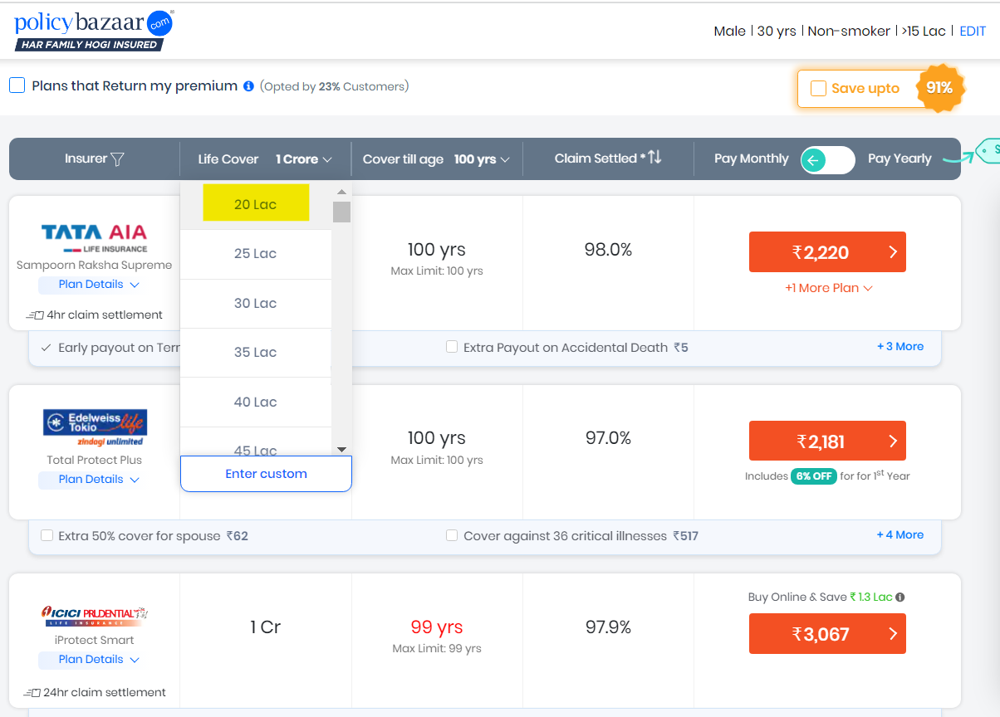 policybazaar com
HAR FAMILY HOGI INSURED
Male | 30 yrs | Non-smoker | >15 Lac | EDIT
Plans that Return my premium (Opted by 23% Customers)
Save upto 91%
Insurer
Life Cover 1 Crore
Cover till age 100 yrs
Claim Settled *
Pay Monthly
Pay Yearly
20 Lac
25 Lac
30 Lac
35 Lac
40 Lac
45 Lac
Enter custom
TATA AIA
LIFE INSURANCE
Sampoorn Raksha Supreme
Plan Details
4hr claim settlement
100 yrs
Max Limit: 100 yrs
98.0%
₹2,220
+1 More Plan
Early payout on Terr
Extra Payout on Accidental Death ₹5
+ 3 More
Edelweiss
Tokio life
zindagi unlimited
Total Protect Plus
Plan Details
100 yrs
Max Limit: 100 yrs
97.0%
₹2,181
Includes 6% OFF for for 1st Year
Extra 50% cover for spouse ₹62
Cover against 36 critical illnesses ₹517
+ 4 More
ICICI PRUDENTIAL
LIFE INSURANCE
iProtect Smart
Plan Details
24hr claim settlement
1 Cr
99 yrs
Max Limit: 99 yrs
97.9%
Buy Online & Save ₹ 1.3 Lac
₹3,067